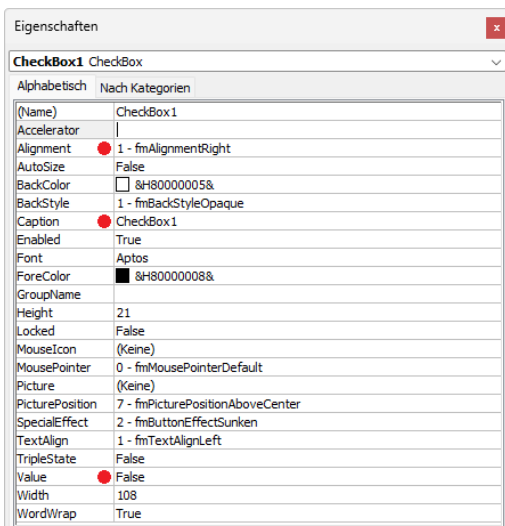 Eigenschaften
x
CheckBox1 CheckBox
Alphabetisch Nach Kategorien
(Name) CheckBox1
Accelerator
Alignment 1 - fmAlignmentRight
AutoSize False
BackColor &H80000005&
BackStyle 1 - fmBackStyleOpaque
Caption CheckBox1
Enabled True
Font Aptos
ForeColor &H80000008&
GroupName
Height 21
Locked False
MouseIcon (Keine)
MousePointer 0 - fmMousePointerDefault
Picture (Keine)
PicturePosition 7 - fmPicturePositionAboveCenter
SpecialEffect 2 - fmButtonEffectSunken
TextAlign 1 - fmTextAlignLeft
TripleState False
Value False
Width 108
WordWrap True